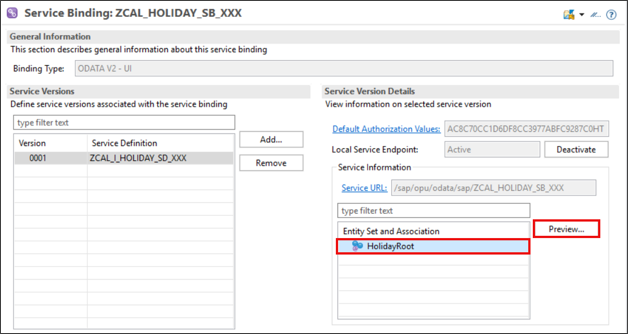 Service Binding: ZCAL_HOLIDAY_SB_XXX
General Information
This section describes general information about this service binding
Binding Type: ODATA V2 - UI
Service Versions
Define service versions associated with the service binding
type filter text
Version Service Definition
0001 ZCAL_I_HOLIDAY_SD_XXX
Add...
Remove
Service Version Details
View information on selected service version
Default Authorization Values: AC8C70CC1D6DF8CC3977ABFC9287C0HT
Local Service Endpoint: Active Deactivate
Service Information
Service URL: /sap/opu/odata/sap/ZCAL_HOLIDAY_SB_XXX
type filter text
Entity Set and Association
HolidayRoot
Preview...